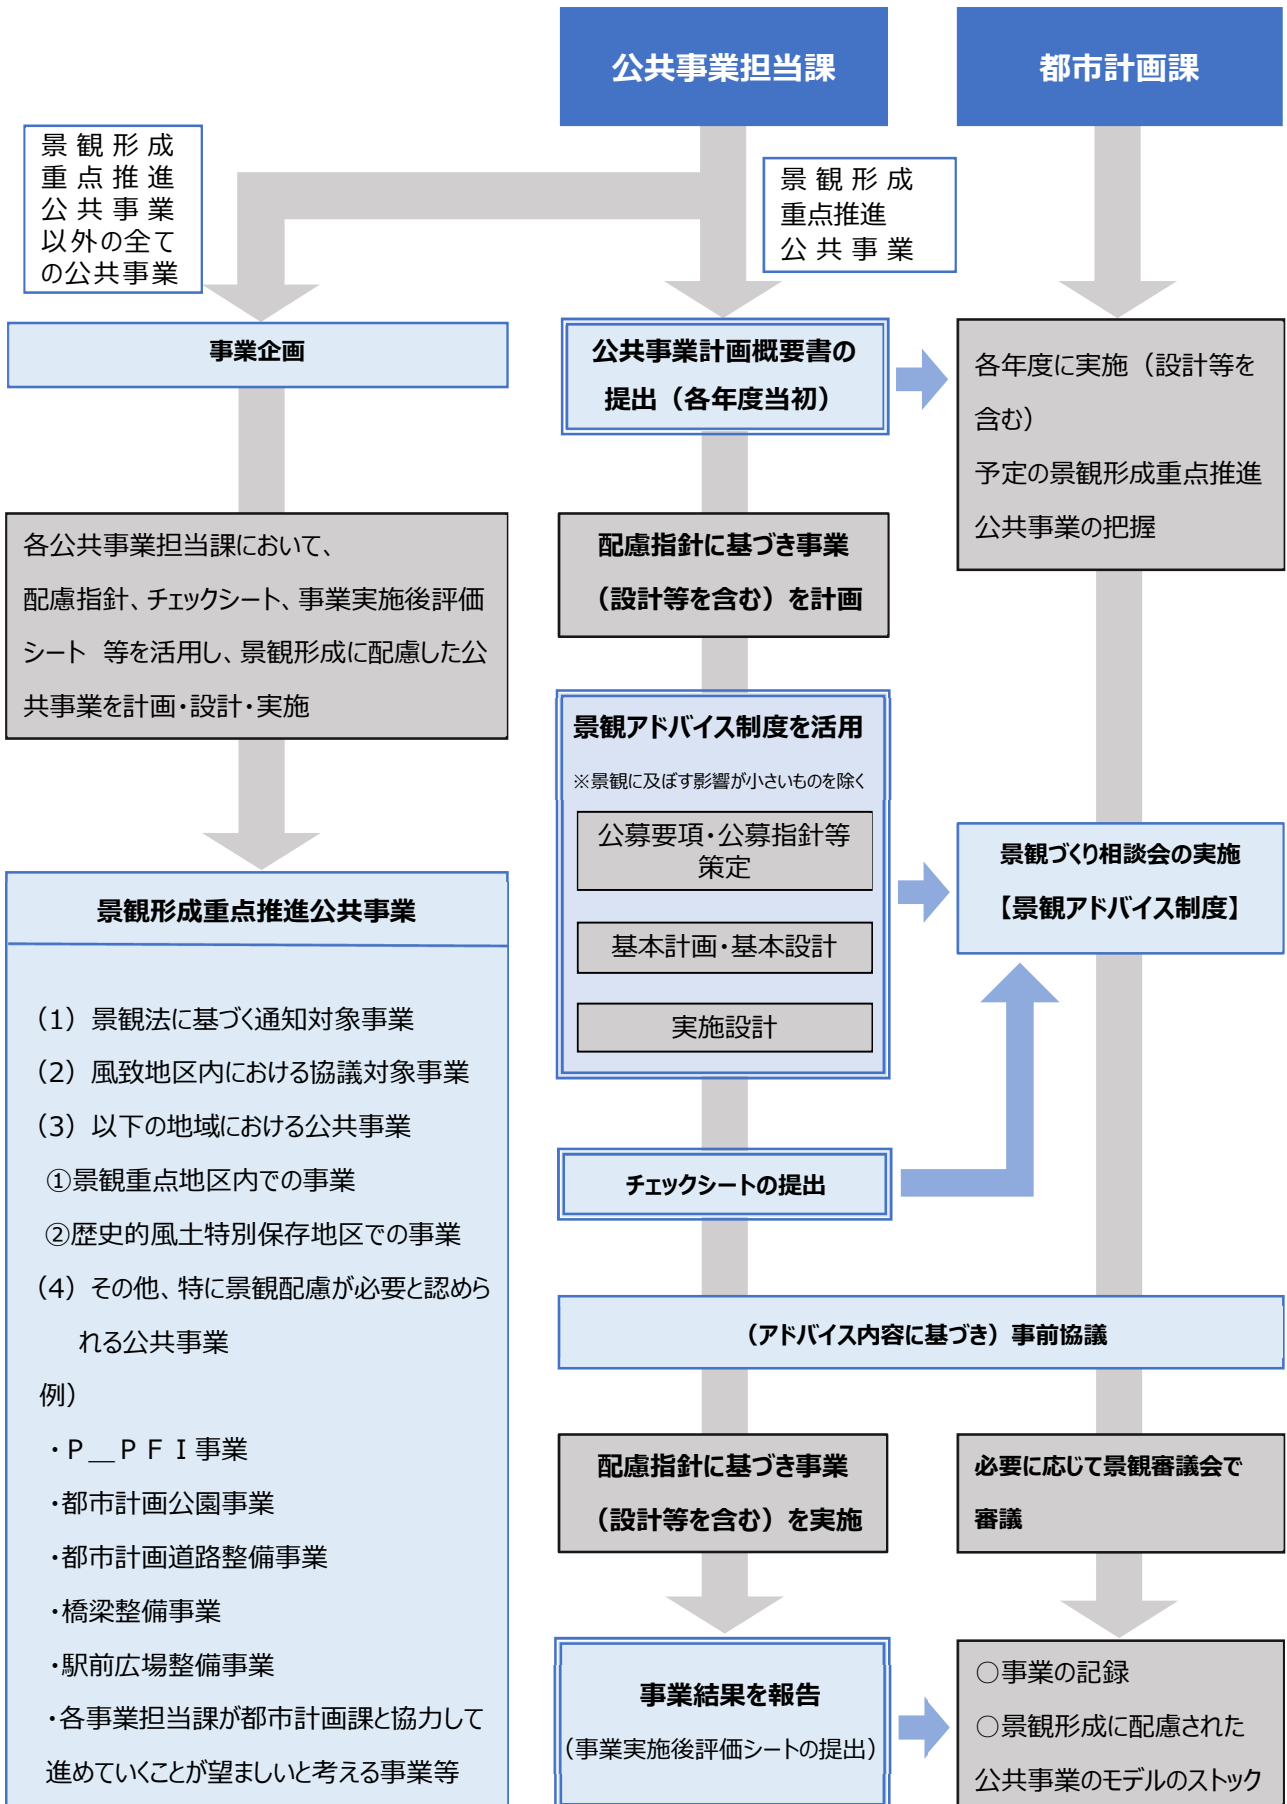 公共事業担当課
都市計画課
景観形成
重点推進
公共事業
以外の全て
の公共事業
景観形成
重点推進
公共事業
事業企画
公共事業計画概要書の
提出（各年度当初）
各年度に実施（設計等を
含む）
予定の景観形成重点推進
公共事業の把握
各公共事業担当課において、
配慮指針、チェックシート、事業実施後評価
シート 等を活用し、景観形成に配慮した公
共事業を計画・設計・実施
配慮指針に基づき事業
（設計等を含む）を計画
景観アドバイス制度を活用
※景観に及ぼす影響が小さいものを除く
公募要項・公募指針等
策定
基本計画・基本設計
実施設計
景観づくり相談会の実施
【景観アドバイス制度】
チェックシートの提出
（アドバイス内容に基づき）事前協議
配慮指針に基づき事業
（設計等を含む）を実施
必要に応じて景観審議会で
審議
事業結果を報告
（事業実施後評価シートの提出）
○事業の記録
○景観形成に配慮された
公共事業のモデルのストック
景観形成重点推進公共事業
（1）景観法に基づく通知対象事業
（2）風致地区内における協議対象事業
（3）以下の地域における公共事業
①景観重点地区内での事業
②歴史的風土特別保存地区での事業
（4）その他、特に景観配慮が必要と認めら
れる公共事業
例）
・Ｐ＿ＰＦＩ事業
・都市計画公園事業
・都市計画道路整備事業
・橋梁整備事業
・駅前広場整備事業
・各事業担当課が都市計画課と協力して
進めていくことが望ましいと考える事業等